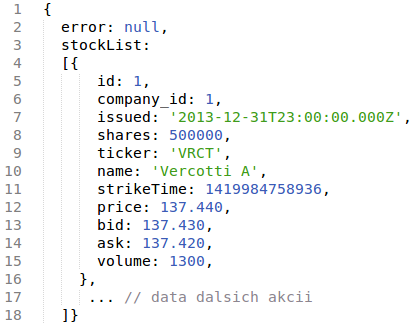 1 {
2 error: null,
3 stockList:
4 [{
5 id: 1,
6 company_id: 1,
7 issued: '2013-12-31T23:00:00.000Z',
8 shares: 500000,
9 ticker: 'VRCT',
10 name: 'Vercotti A',
11 strikeTime: 1419984758936,
12 price: 137.440,
13 bid: 137.430,
14 ask: 137.420,
15 volume: 1300,
16 },
17 ... // data dalsich akcii
18 ]}